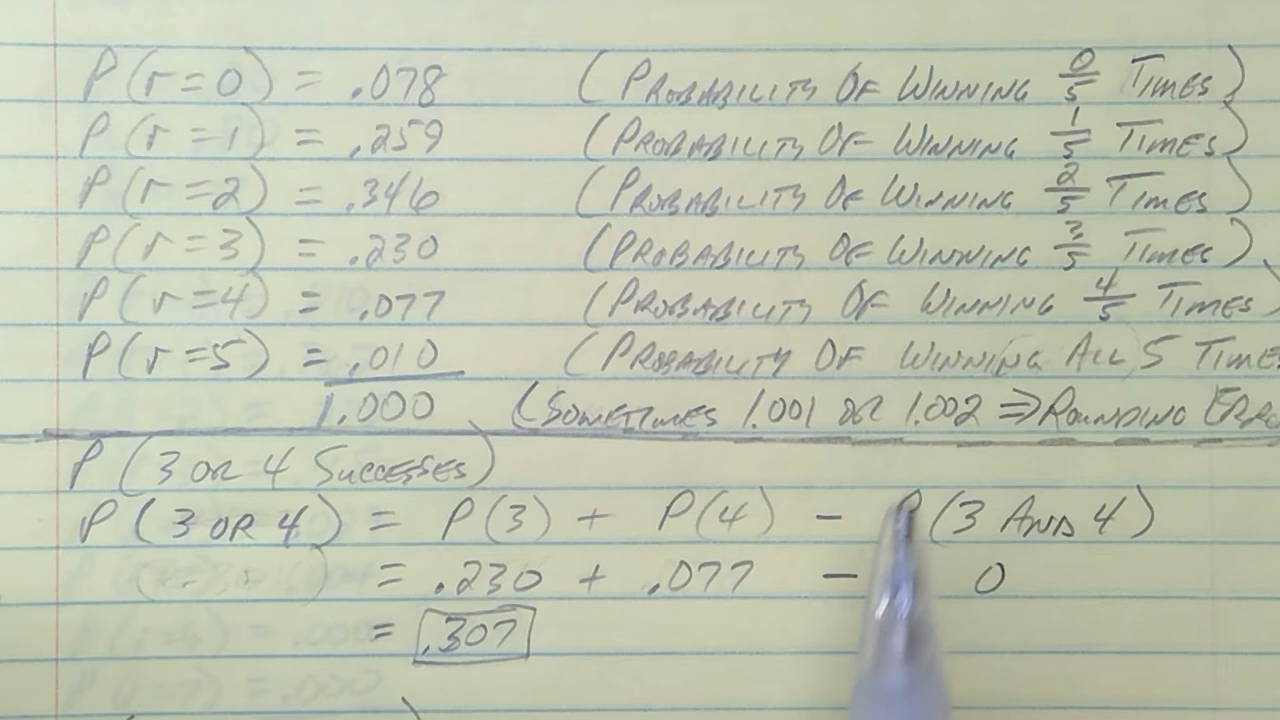 P(r=0) = .078 (PROBABILITY OF WINNING 0/5 TIMES)
P(r=1) = .259 (PROBABILITY OF WINNING 1/5 TIMES)
P(r=2) = .346 (PROBABILITY OF WINNING 2/5 TIMES)
P(r=3) = .230 (PROBABILITY OF WINNING 3/5 TIMES)
P(r=4) = .077 (PROBABILITY OF WINNING 4/5 TIMES)
P(r=5) = .010 (PROBABILITY OF WINNING ALL 5 TIME
1.000 (SOMETIMES 1.001 OR 1.002 ⇒ ROUNDING ERRO
P(3 OR 4 SUCCESSES)
P(3 OR 4) = P(3) + P(4) - P(3 AND 4)
= .230 + .077 - 0
= .307